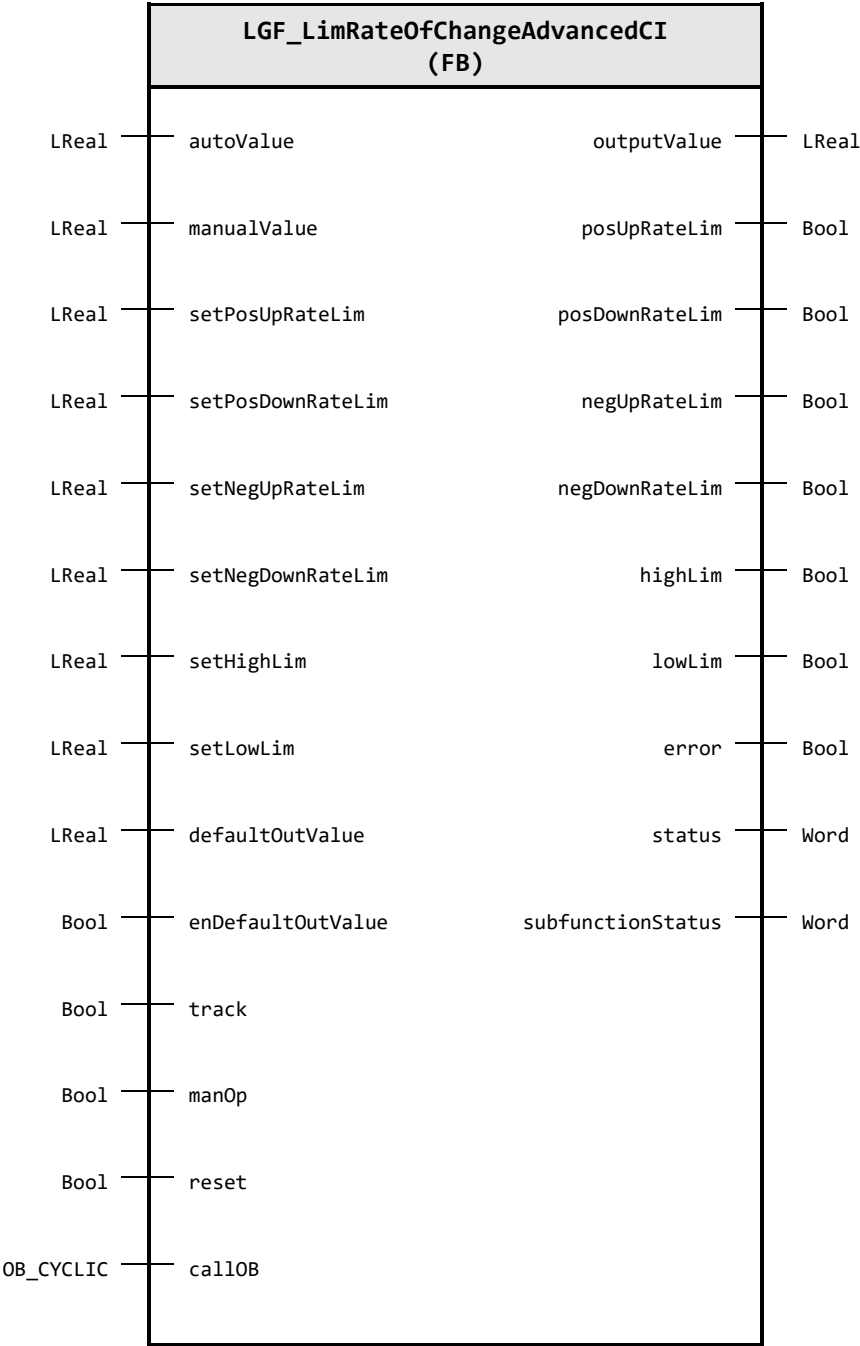 LGF_LimRateOfChangeAdvancedCI
(FB)
LReal autoValue outputValue LReal
LReal manualValue posUpRateLim Bool
LReal setPosUpRateLim posDownRateLim Bool
LReal setPosDownRateLim negUpRateLim Bool
LReal setNegUpRateLim negDownRateLim Bool
LReal setNegDownRateLim highLim Bool
LReal setHighLim lowLim Bool
LReal setLowLim error Bool
LReal defaultOutValue status Word
Bool enDefaultOutValue subfunctionStatus Word
Bool track
Bool manOp
Bool reset
OB_CYCLIC callOB